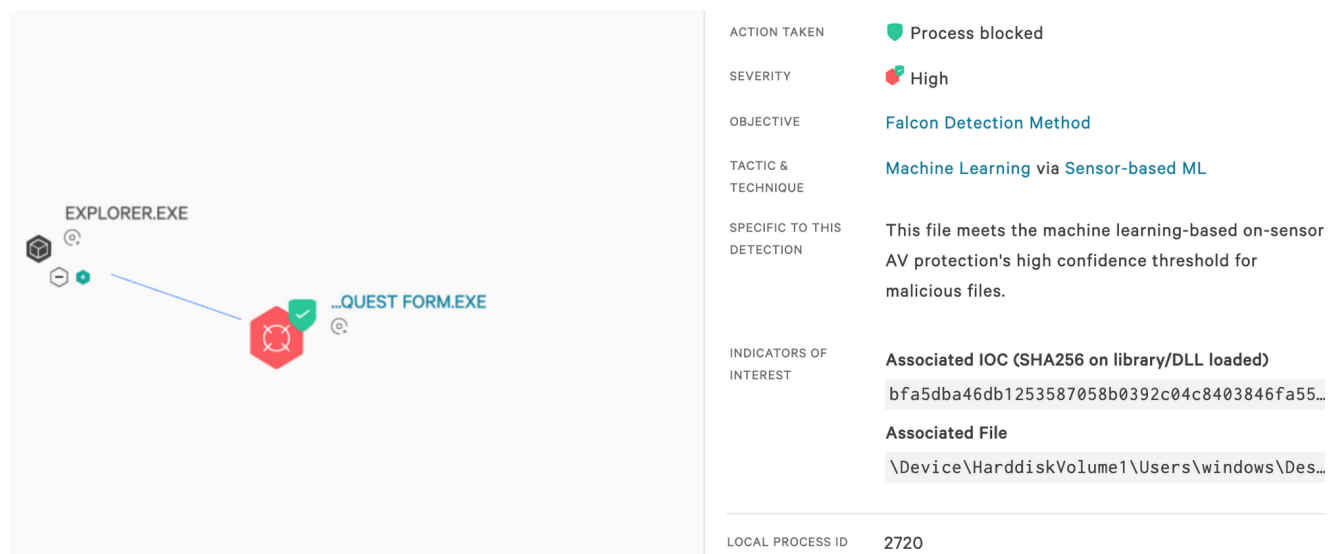 EXPLORER.EXE
...QUEST FORM.EXE
ACTION TAKEN
Process blocked
SEVERITY
High
OBJECTIVE
Falcon Detection Method
TACTIC &
TECHNIQUE
Machine Learning via Sensor-based ML
SPECIFIC TO THIS
DETECTION
This file meets the machine learning-based on-sensor
AV protection's high confidence threshold for
malicious files.
INDICATORS OF
INTEREST
Associated IOC (SHA256 on library/DLL loaded)
bfa5dba46db1253587058b0392c04c8403846fa55…
Associated File
\Device\HarddiskVolume1\Users\windows\Des…
LOCAL PROCESS ID
2720